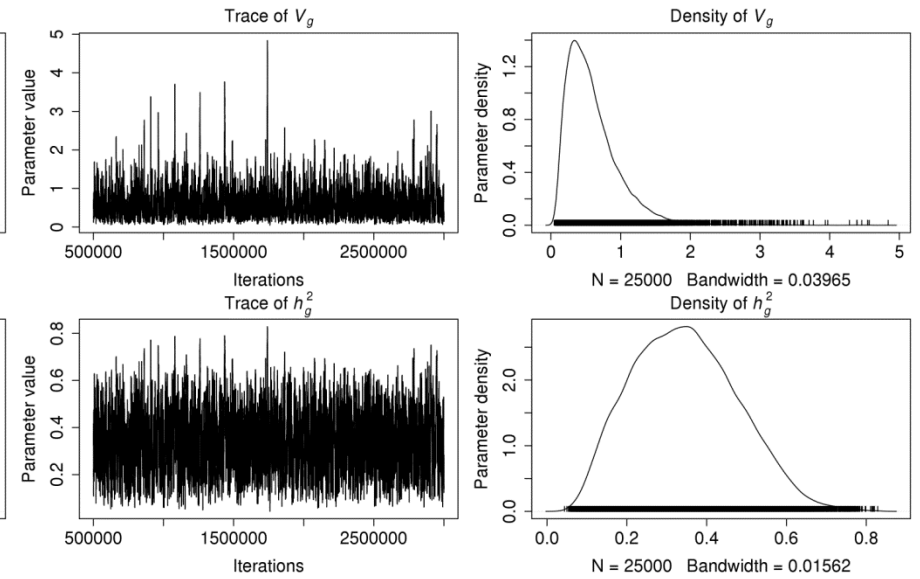 Trace of V_g
Parameter value
0 1 2 3 4 5
500000 1500000 2500000
Iterations
Density of V_g
Parameter density
0.0 0.4 0.8 1.2
0 1 2 3 4 5
N = 25000 Bandwidth = 0.03965
Trace of h_g^2
Parameter value
0.2 0.4 0.6 0.8
500000 1500000 2500000
Iterations
Density of h_g^2
Parameter density
0.0 1.0 2.0
0.0 0.2 0.4 0.6 0.8
N = 25000 Bandwidth = 0.01562